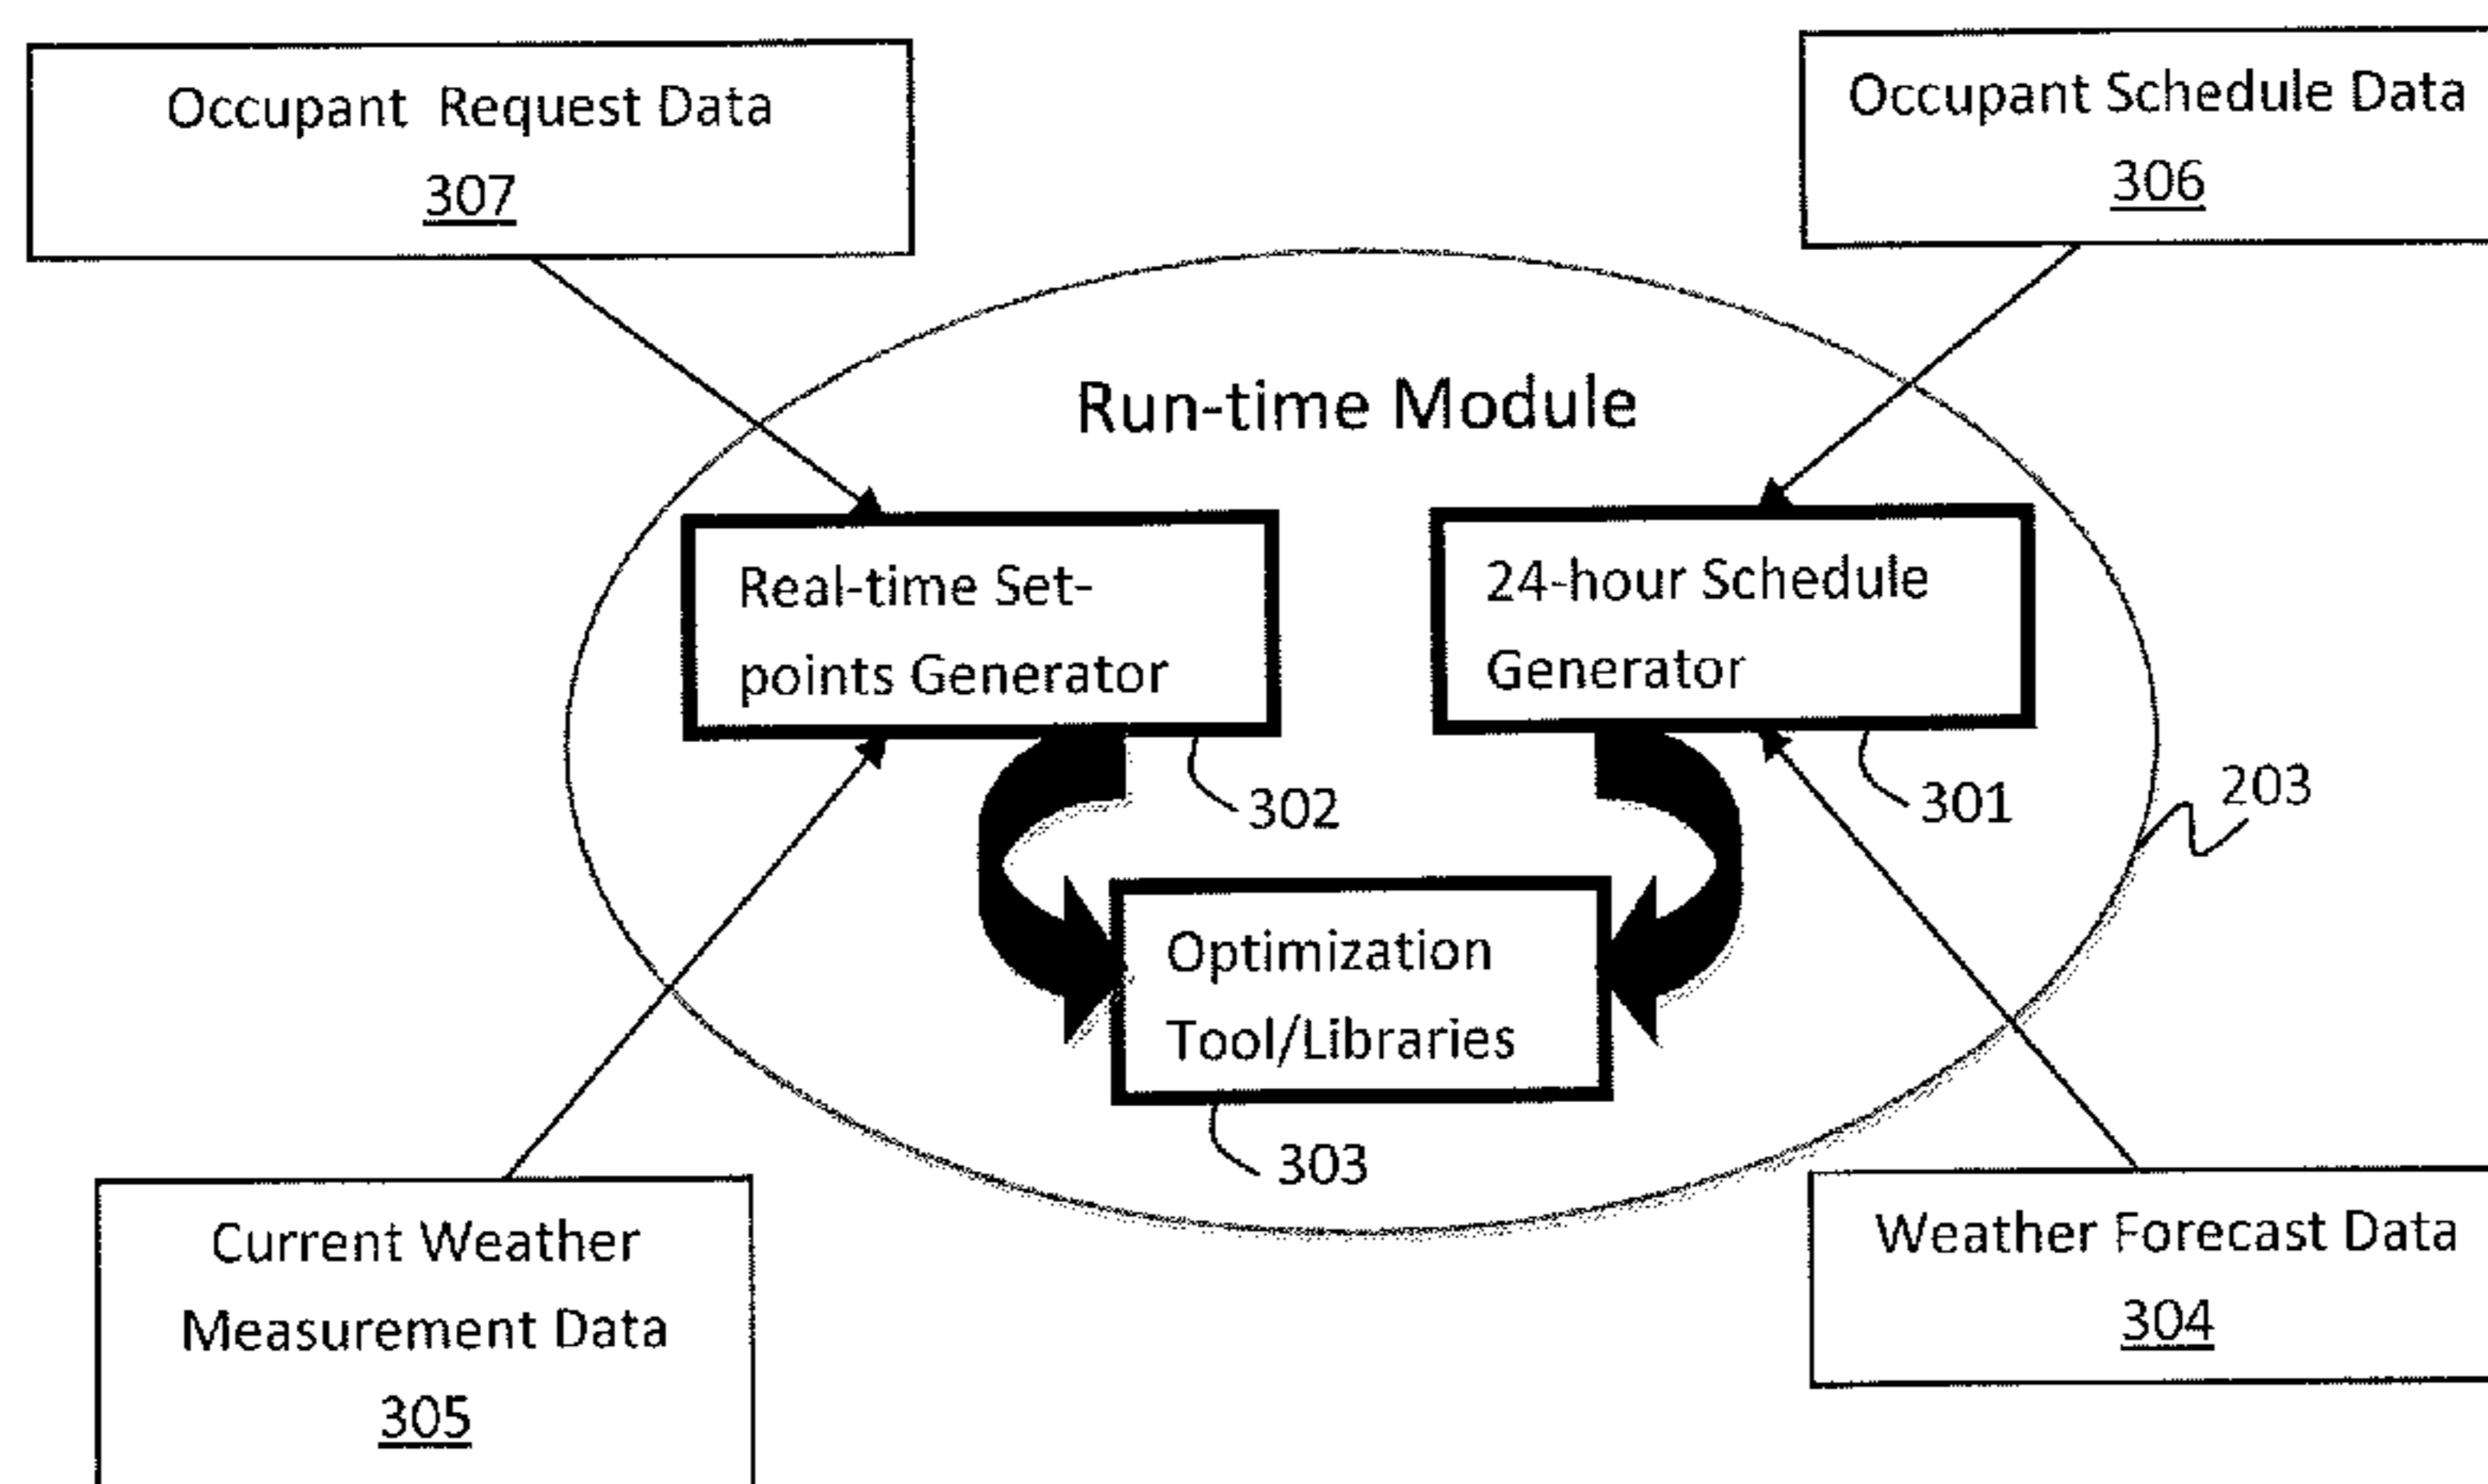 Occupant Request Data
307
Occupant Schedule Data
306
Run-time Module
Real-time Set-
points Generator
302
24-hour Schedule
Generator
301
203
Optimization
Tool/Libraries
303
Current Weather
Measurement Data
305
Weather Forecast Data
304